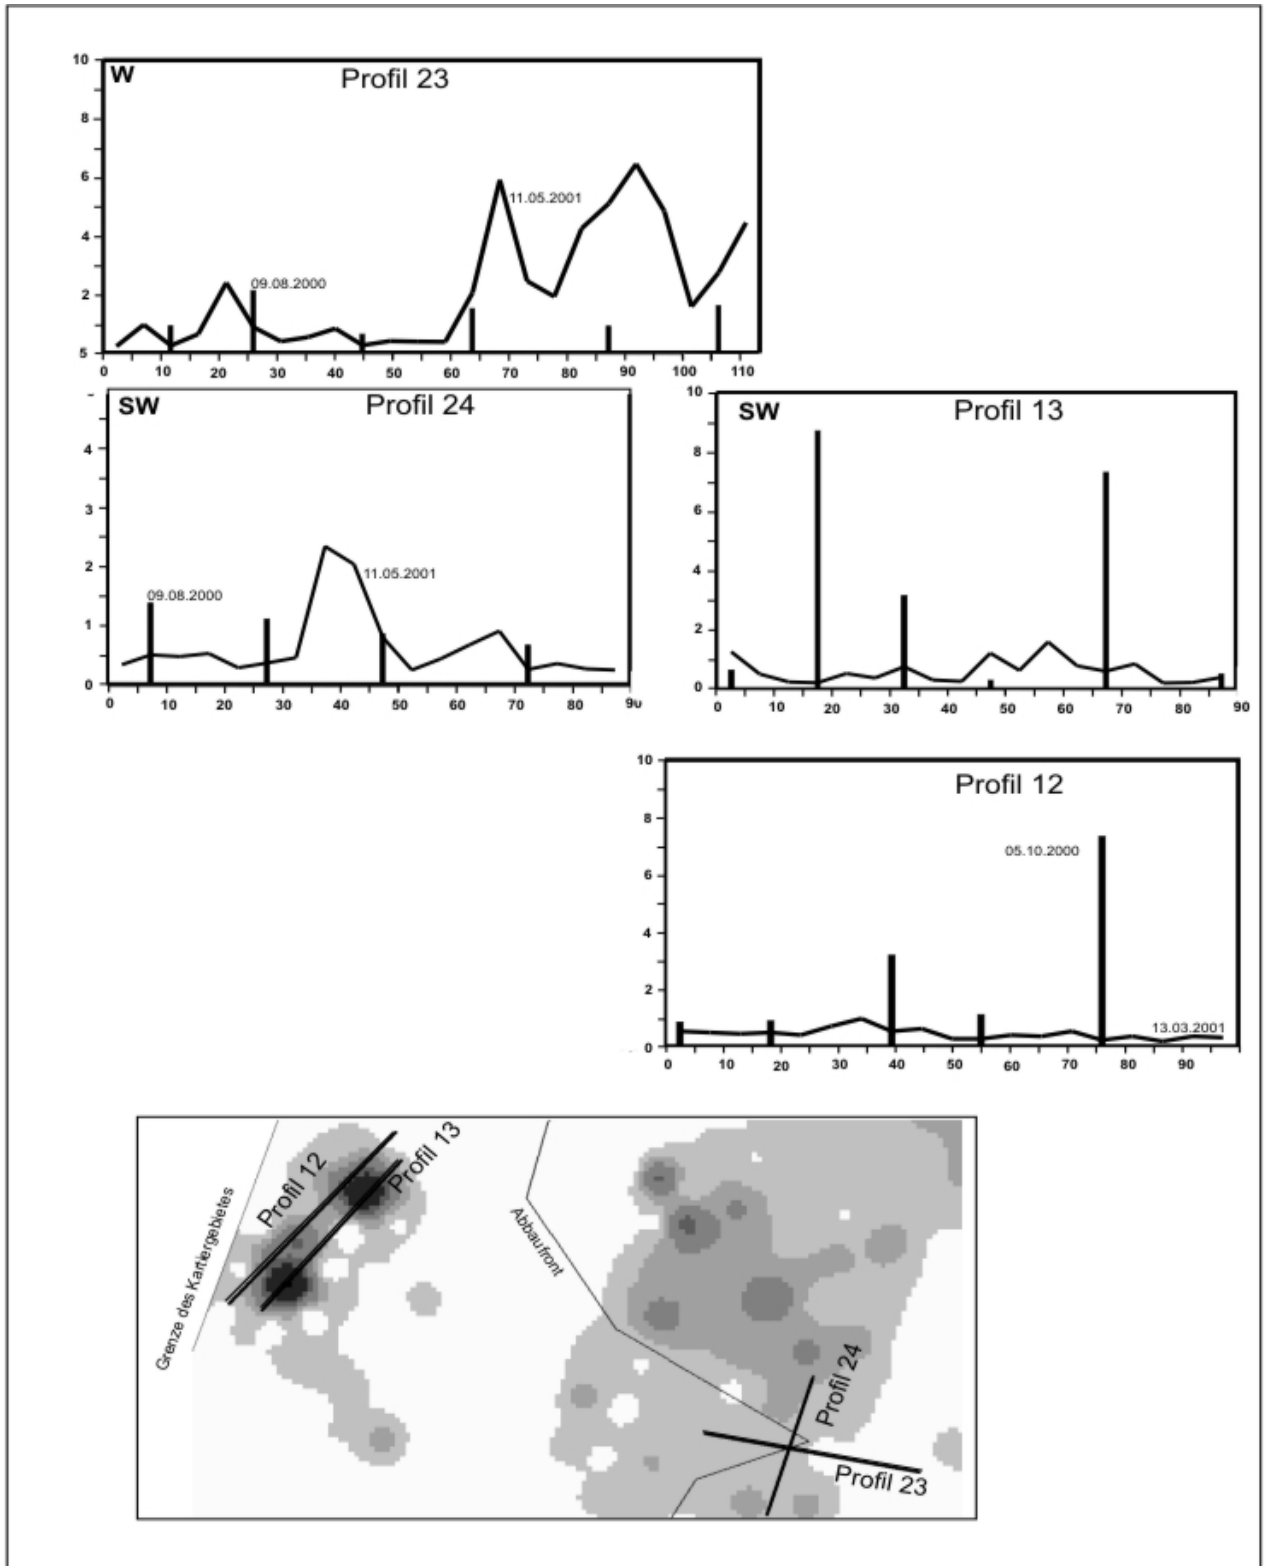 W
Profil 23
10
8
6
4
2
5
11.05.2001
09.08.2000
0 10 20 30 40 50 60 70 80 90 100 110
SW
Profil 24
4
3
2
1
0
11.05.2001
09.08.2000
0 10 20 30 40 50 60 70 80 90
SW
Profil 13
10
8
6
4
2
0
0 10 20 30 40 50 60 70 80 90
Profil 12
10
8
6
4
2
0
05.10.2000
13.03.2001
0 10 20 30 40 50 60 70 80 90
Profil 12
Profil 13
Grenze des Kartiergebietes
Abbaufront
Profil 24
Profil 23